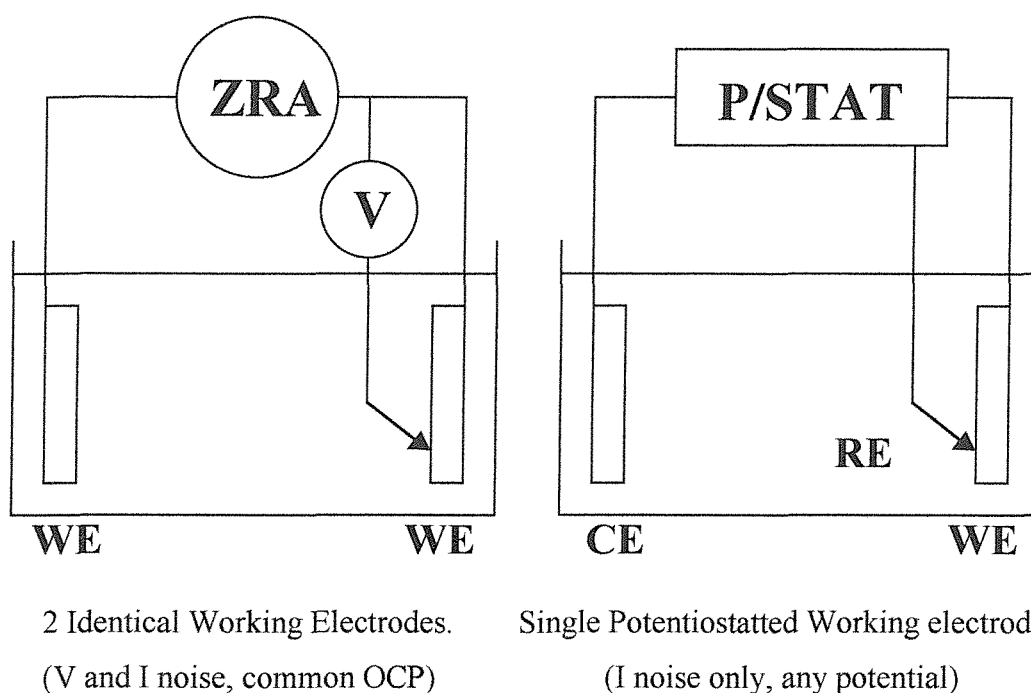 ZRA
P/STAT
V
RE
WE
WE
CE
WE
2 Identical Working Electrodes.
Single Potentiostatted Working electrod
(V and I noise, common OCP)
(I noise only, any potential)